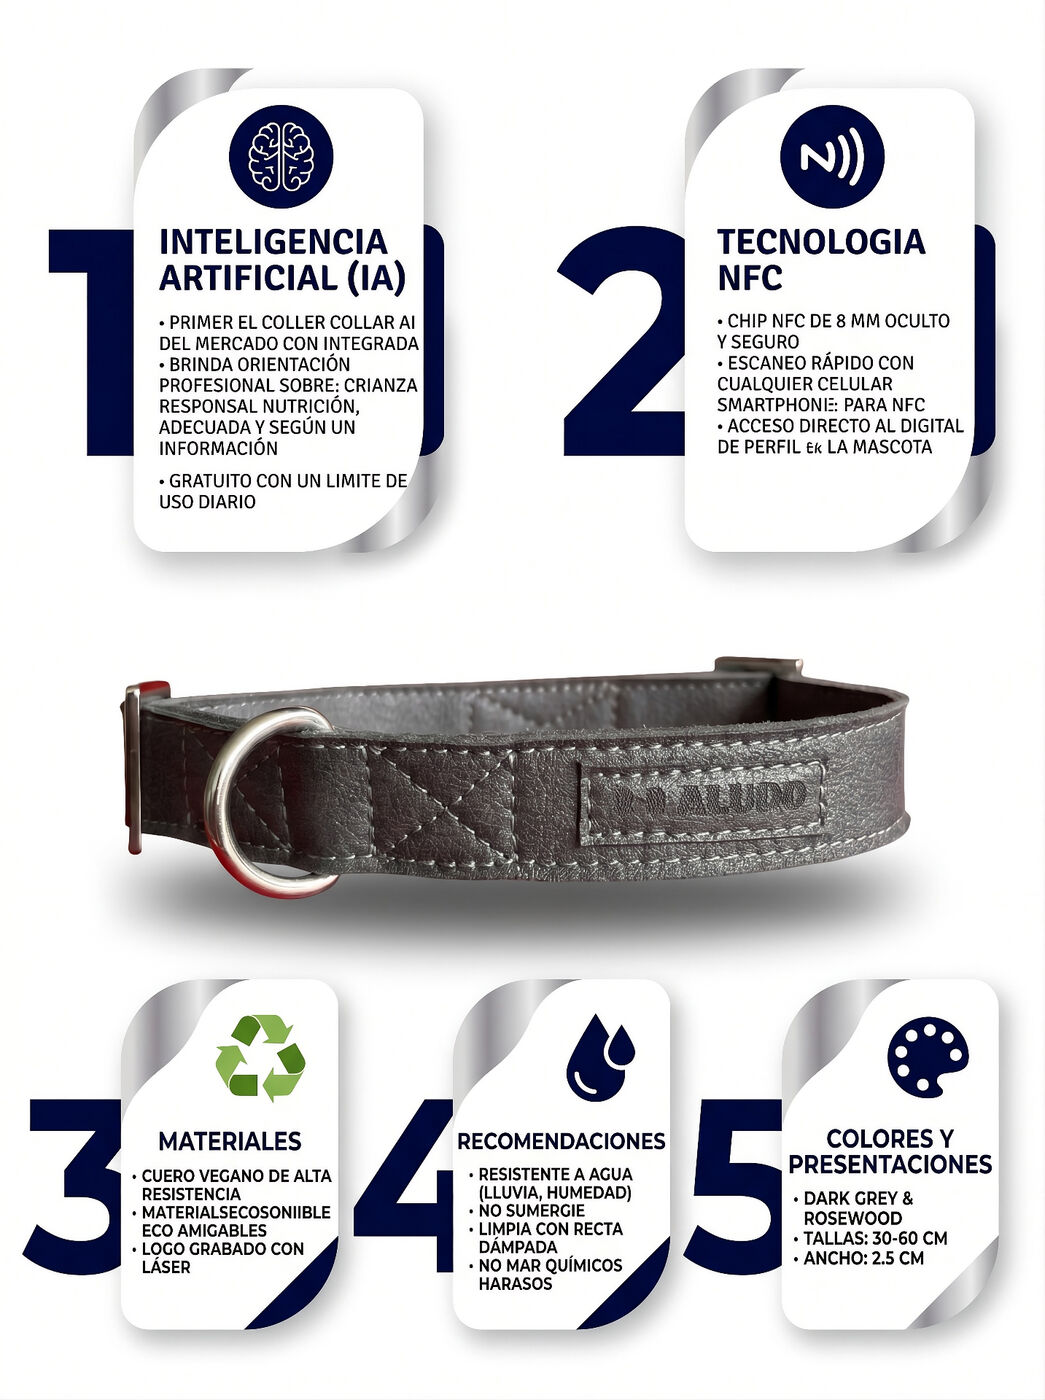 1
INTELIGENCIA
ARTIFICIAL (IA)
• PRIMER EL COLLER COLLAR AI
DEL MERCADO CON INTEGRADA
• BRINDA ORIENTACIÓN
PROFESIONAL SOBRE: CRIANZA
RESPONSAL NUTRICIÓN,
ADECUADA Y SEGÚN UN
INFORMACIÓN
• GRATUITO CON UN LIMITE DE
USO DIARIO
2
N
TECNOLOGIA
NFC
• CHIP NFC DE 8 MM OCULTO
Y SEGURO
• ESCANEO RÁPIDO CON
CUALQUIER CELULAR
SMARTPHONE: PARA NFC
• ACCESO DIRECTO AL DIGITAL
DE PERFIL LA MASCOTA
ALUDO
3
MATERIALES
• CUERO VEGANO DE ALTA
RESISTENCIA
• MATERIALSECOSONIIBLE
ECO AMIGABLES
• LOGO GRABADO CON
LÁSER
4
RECOMENDACIONES
• RESISTENTE A AGUA
(LLUVIA, HUMEDAD)
• NO SUMERGIE
• LIMPIA CON RECTA
DÁMPADA
• NO MAR QUÍMICOS
HARASOS
5
COLORES Y
PRESENTACIONES
• DARK GREY &
ROSEWOOD
• TALLAS: 30-60 CM
• ANCHO: 2.5 CM